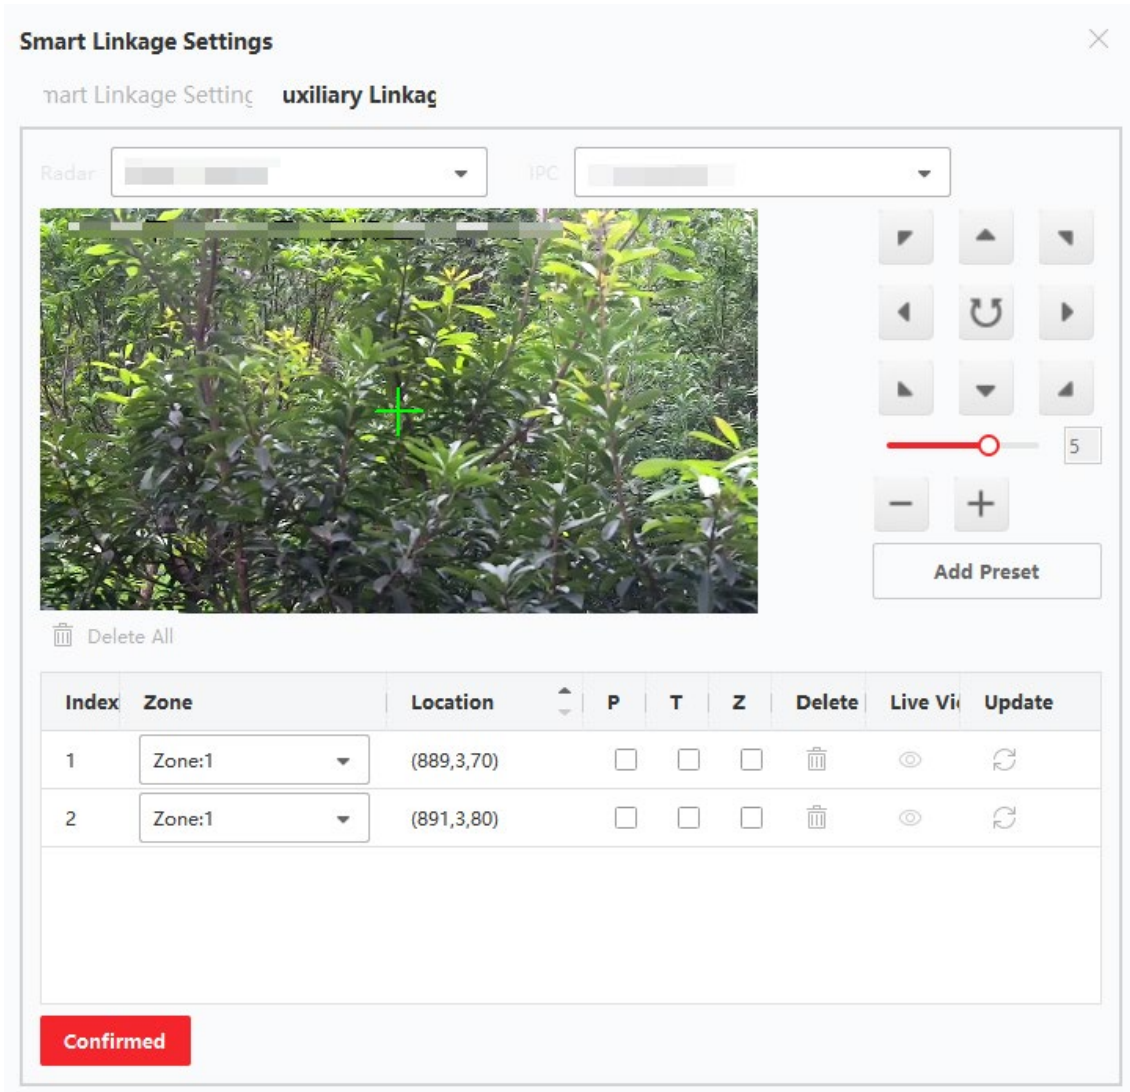 Smart Linkage Settings
mart Linkage Setting uxiliary Linkag
Radar IPC
5
Add Preset
Delete All
Index Zone Location P T Z Delete Live Vi Update
1 Zone:1 (889,3,70)
2 Zone:1 (891,3,80)
Confirmed